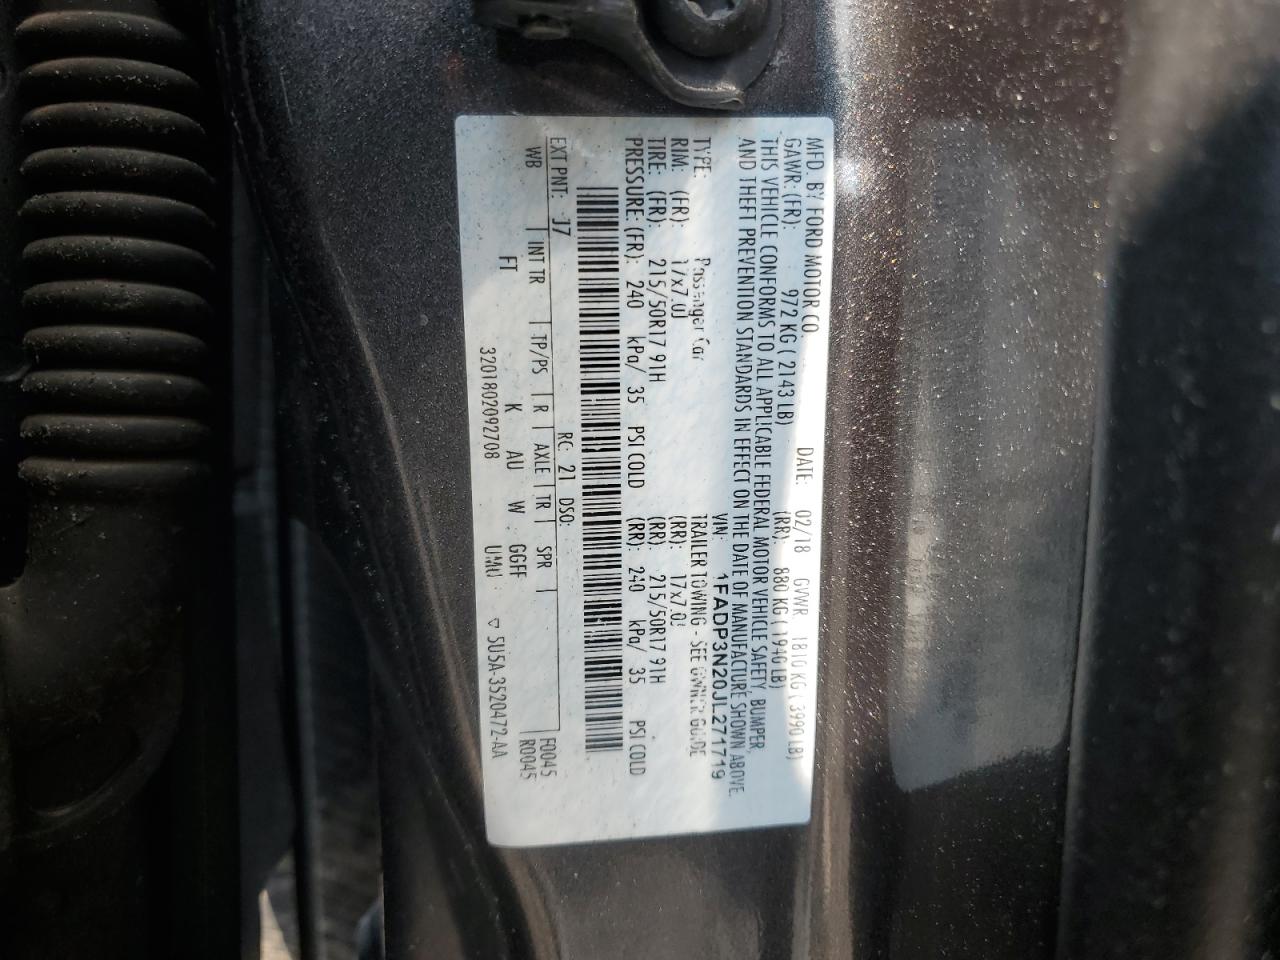 MFD. BY FORD MOTOR CO. DATE: 02/18 GVWR: 1810 KG ( 3990 LB)
GAWR: (FR): 972 KG ( 2143 LB) (RR): 880 KG ( 1940 LB)
THIS VEHICLE CONFORMS TO ALL APPLICABLE FEDERAL MOTOR VEHICLE SAFETY, BUMPER,
AND THEFT PREVENTION STANDARDS IN EFFECT ON THE DATE OF MANUFACTURE SHOWN ABOVE.
VIN: 1FADP3N20JL271719
TYPE: Passenger Car TRAILER TOWING - SEE OWNER GUIDE
RIM: (FR): 17x7.0J (RR): 17x7.0J
TIRE: (FR): 215/50R17 91H (RR): 215/50R17 91H
PRESSURE: (FR): 240 kPa/ 35 PSI COLD (RR): 240 kPa/ 35 PSI COLD
EXT PNT: J7 RC: 21 DSO: F0045
WB INT TR TP/PS R AXLE TR SPR R0045
FT K AU W GGFF
3201802092708 UMU ▽ 5U5A-3520472-AA